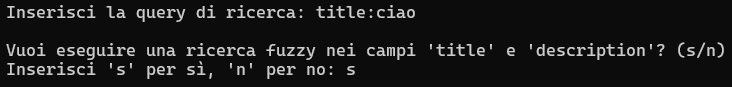 Inserisci la query di ricerca: title:ciao
Vuoi eseguire una ricerca fuzzy nei campi 'title' e 'description'? (s/n)
Inserisci 's' per sì, 'n' per no: s